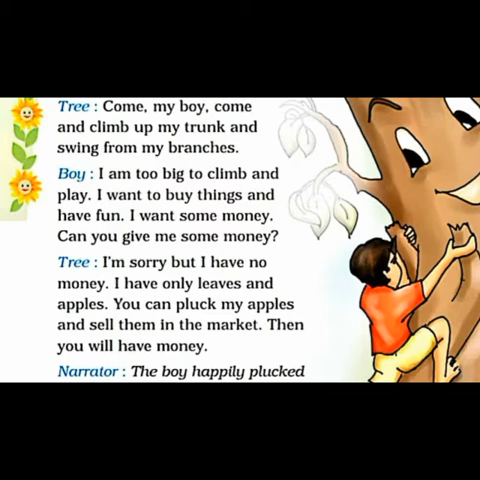 Tree : Come, my boy, come
and climb up my trunk and
swing from my branches.
Boy : I am too big to climb and
play. I want to buy things and
have fun. I want some money.
Can you give me some money?
Tree : I'm sorry but I have no
money. I have only leaves and
apples. You can pluck my apples
and sell them in the market. Then
you will have money.
Narrator : The boy happily plucked